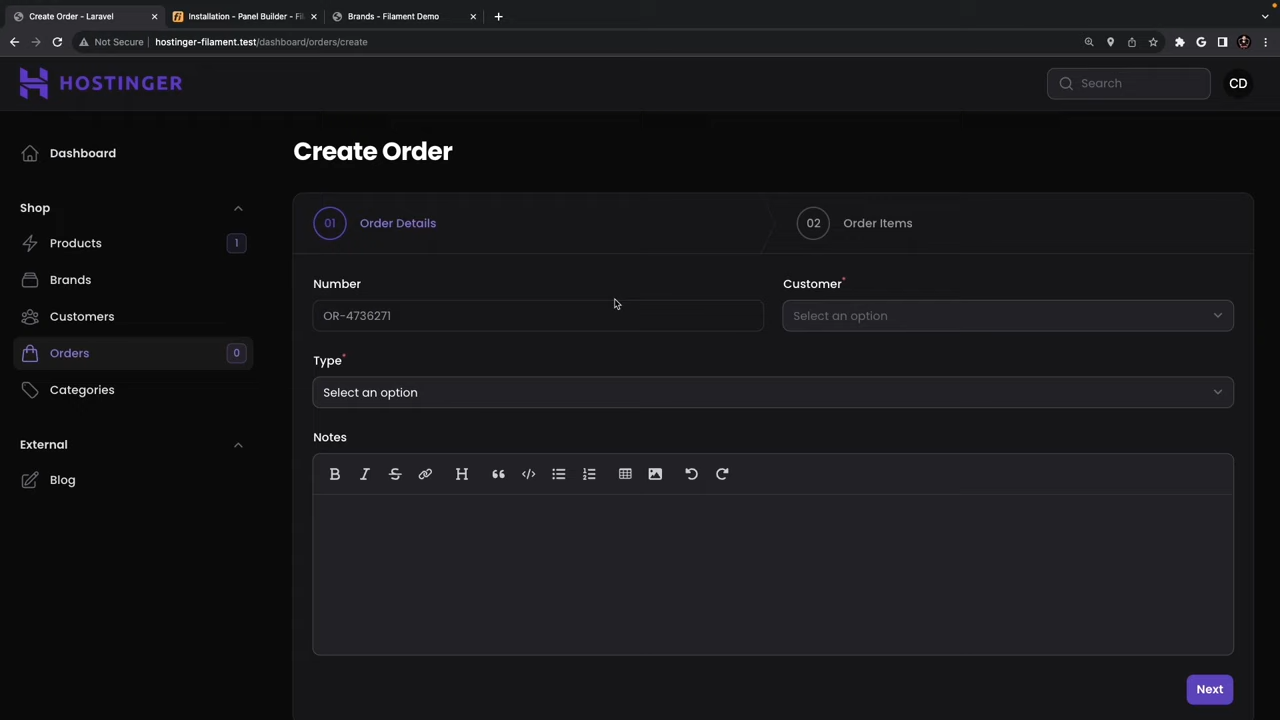 Create Order - Laravel
Installation - Panel Builder - Fil
Brands - Filament Demo
Not Secure hostinger-filament.test/dashboard/orders/create
HOSTINGER
Search
CD
Dashboard
Shop
Products 1
Brands
Customers
Orders 0
Categories
External
Blog
Create Order
01 Order Details
02 Order Items
Number
OR-4736271
Customer*
Select an option
Type*
Select an option
Notes
Next